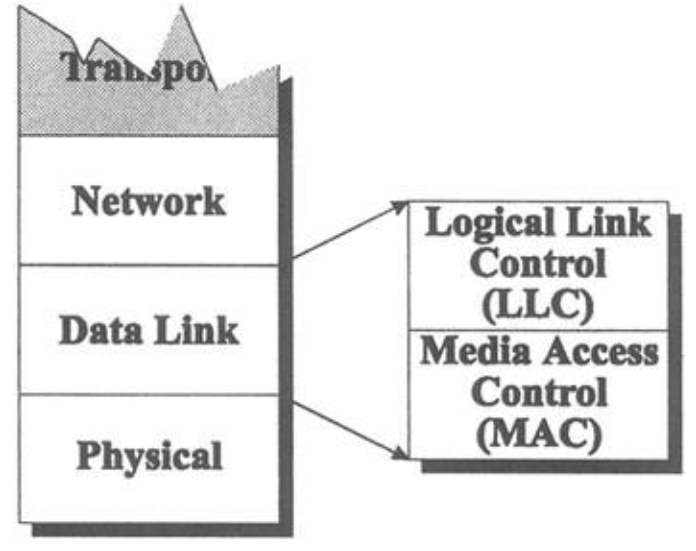 Transpo
Network
Data Link
Physical
Logical Link
Control
(LLC)
Media Access
Control
(MAC)